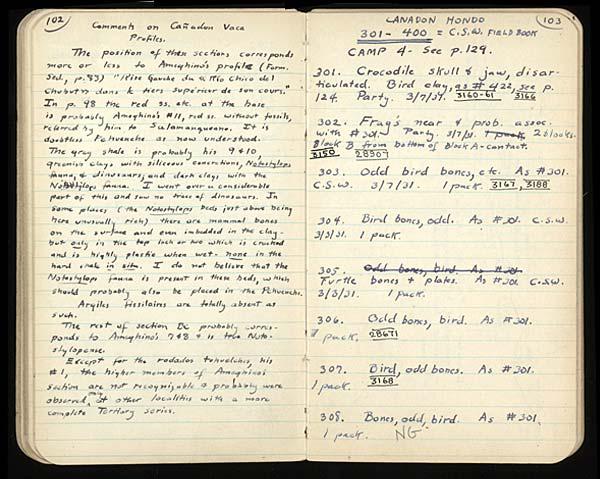 102
Comments on Cañadon Vaca
Profiles.
The position of these sections corresponds
more or less to Ameghino's profile (Form.
Sed., p. 93) "Rive Gauche du Rio Chico del
Chubut dans le tiers supérieur de son cours."
In p. 98 the red ss. etc. at the base
is probably Ameghino's #11, red ss. without fossils,
referred by him to Salamanqueano. It is
doubtless Pehuenche as now understood.
The gray shale is probably his 9 & 10,
greenish clays with siliceous concretions, Notostylops
fauna, & dinosaurs, and dark clays with the
Notostylops fauna. I went over a considerable
part of this and saw no trace of dinosaurs. In
some places (the Notostylops beds just above being
here unusually rich) there are mammal bones
on the surface and even imbedded in the clay-
but only in the top inch or two which is cracked
and is highly plastic when wet- none in the
hard shale in situ. I do not believe that the
Notostylops fauna is present in these beds, which
should probably also be placed in the Pehuenche.
Argiles fissilaires are totally absent as
such.
The rest of section DC probably corres-
ponds to Ameghino's 7 & 8 & is true Noto-
stylopense.
Except for the rodados tehuelches, his
#1, the higher members of Ameghino's
section are not recognizable & probably were
observed at other localities with a more
complete Tertiary series.
CANADON HONDO
103
301 - 400 = C.S.W. FIELD BOOK
CAMP 4 - See p. 129.
301. Crocodile skull & jaw, disar-
ticulated. Bird clay, as # 422, see p.
124. Party. 3/7/31. 3160-61 3166
302. Frag's near & prob. assoc.
with #301. Party. 3/7/31. 1 pack, 2 blocks.
Block B from bottom of block A - contact.
3150 28507
303. Odd bird bones, etc. As #301.
C.S.W. 3/7/31. 1 pack. 3167, 3188
304. Bird bones, odd. As #301. C.S.W.
3/3/31. 1 pack.
305. Odd bones, bird. As #301
Turtle bones + plates. As #301. C.S.W.
3/3/31. 1 pack.
306. Odd bones, bird. As #301.
1 pack. 28671
307. Bird, odd bones. As #301.
1 pack. 3168
308. Bones, odd, bird. As #301.
1 pack. NG